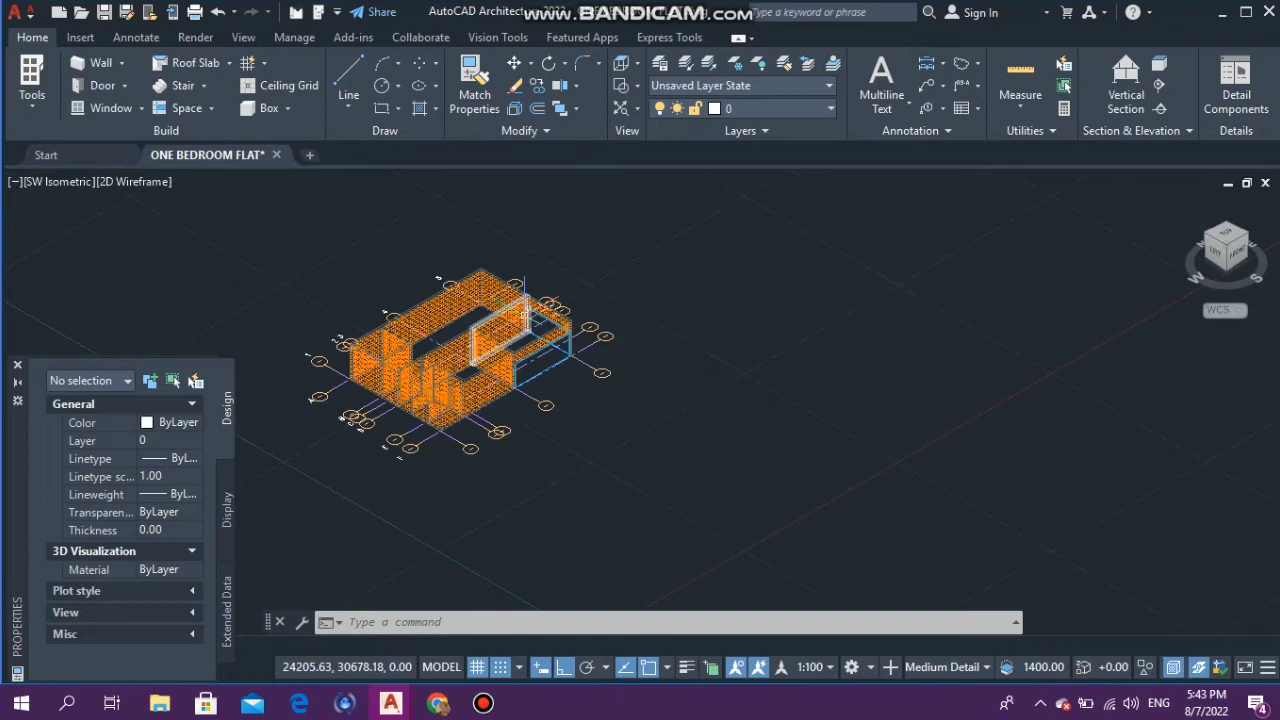 Share
AutoCAD Architect
www.BANDICAM.com
Type a keyword or phrase
Sign In
Home Insert Annotate Render View Manage Add-ins Collaborate Vision Tools Featured Apps Express Tools
Wall Roof Slab
Door Stair Ceiling Grid
Window Space Box
Tools
Line
Match Properties
Unsaved Layer State
0
Multiline Text
Measure
Vertical Section
Detail Components
Build Draw Modify View Layers Annotation Utilities Section & Elevation Details
Start ONE BEDROOM FLAT*
[−][SW Isometric][2D Wireframe]
TOP
LEFT
FRONT
W
S
WCS
No selection
General
Color ByLayer
Layer 0
Linetype ByL...
Linetype sc... 1.00
Lineweight ByL...
Transparen... ByLayer
Thickness 0.00
3D Visualization
Material ByLayer
Plot style
View
Misc
Design
Display
Extended Data
PROPERTIES
Type a command
24205.63, 30678.18, 0.00 MODEL 1:100 Medium Detail 1400.00 +0.00
ENG
5:43 PM
8/7/2022
4